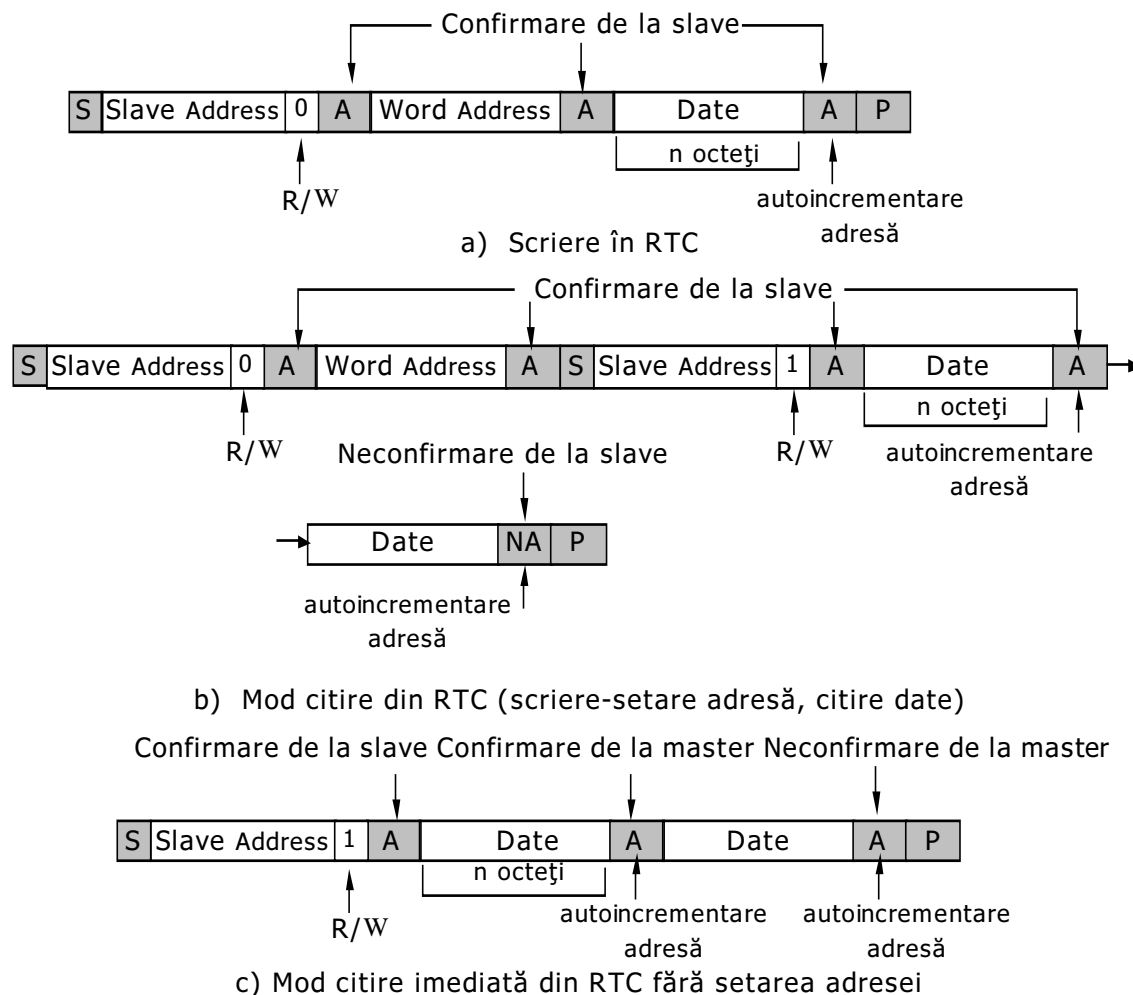 Confirmare de la slave
S Slave Address 0 A Word Address A Date A P
n octeţi
R/W
autoincrementare
adresă
a) Scriere în RTC
Confirmare de la slave
S Slave Address 0 A Word Address A S Slave Address 1 A Date A
n octeţi
R/W
R/W
autoincrementare
adresă
Neconfirmare de la slave
Date NA P
autoincrementare
adresă
b) Mod citire din RTC (scriere-setare adresă, citire date)
Confirmare de la slave Confirmare de la master Neconfirmare de la master
S Slave Address 1 A Date A Date A P
n octeţi
R/W
autoincrementare autoincrementare
adresă adresă
c) Mod citire imediată din RTC fără setarea adresei